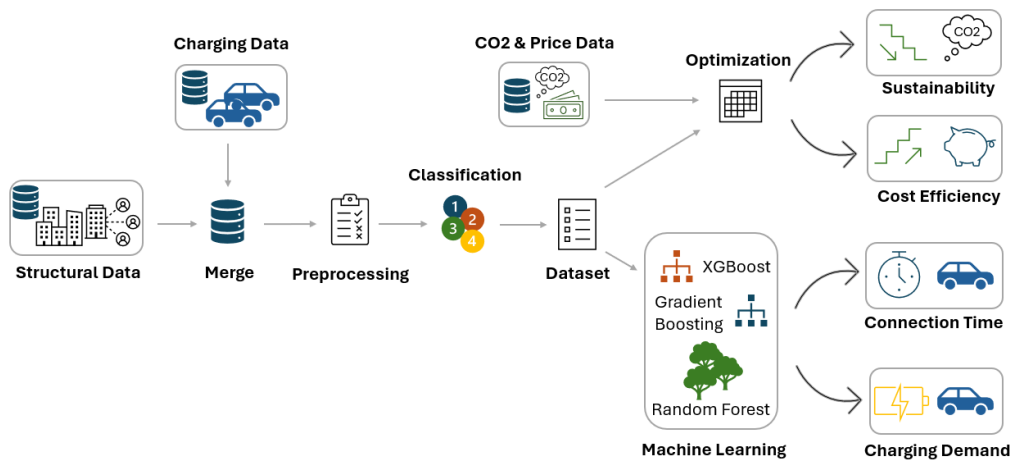 Charging Data
CO2 & Price Data
CO2
Optimization
CO2
Sustainability
Cost Efficiency
Classification
1
2
3
4
Structural Data
Merge
Preprocessing
Dataset
XGBoost
Gradient
Boosting
Random Forest
Machine Learning
Connection Time
Charging Demand